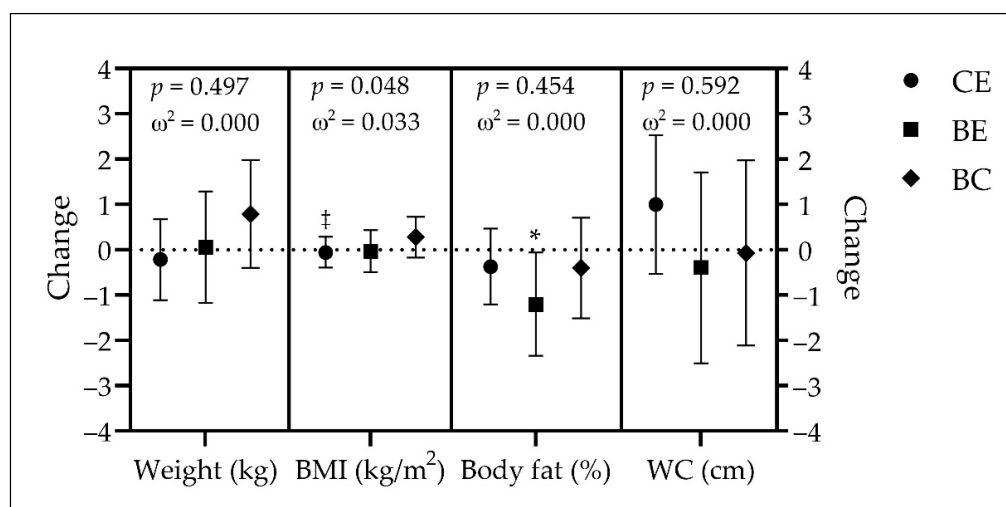 4
3
2
1
0
−1
−2
−3
−4
Change
p = 0.497
ω² = 0.000
p = 0.048
ω² = 0.033
p = 0.454
ω² = 0.000
p = 0.592
ω² = 0.000
‡
*
4
3
2
1
0
−1
−2
−3
−4
Change
CE
BE
BC
Weight (kg) BMI (kg/m²) Body fat (%) WC (cm)